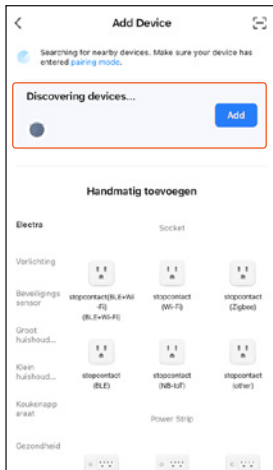 Add Device
Searching for nearby devices. Make sure your device has
entered pairing mode.
Discovering devices...
Add
Handmatig toevoegen
Electra
Socket
Verlichting
Beveiligings
sensor
stopcontact(BLE+Wi
-Fi)
(BLE+Wi-Fi)
stopcontact
(Wi-Fi)
stopcontact
(Zigbee)
Groot
huishoud...
Klein
huishoud...
stopcontact
(BLE)
stopcontact
(NB-IoT)
stopcontact
(other)
Keukenapp
araat
Power Strip
Gezondheid